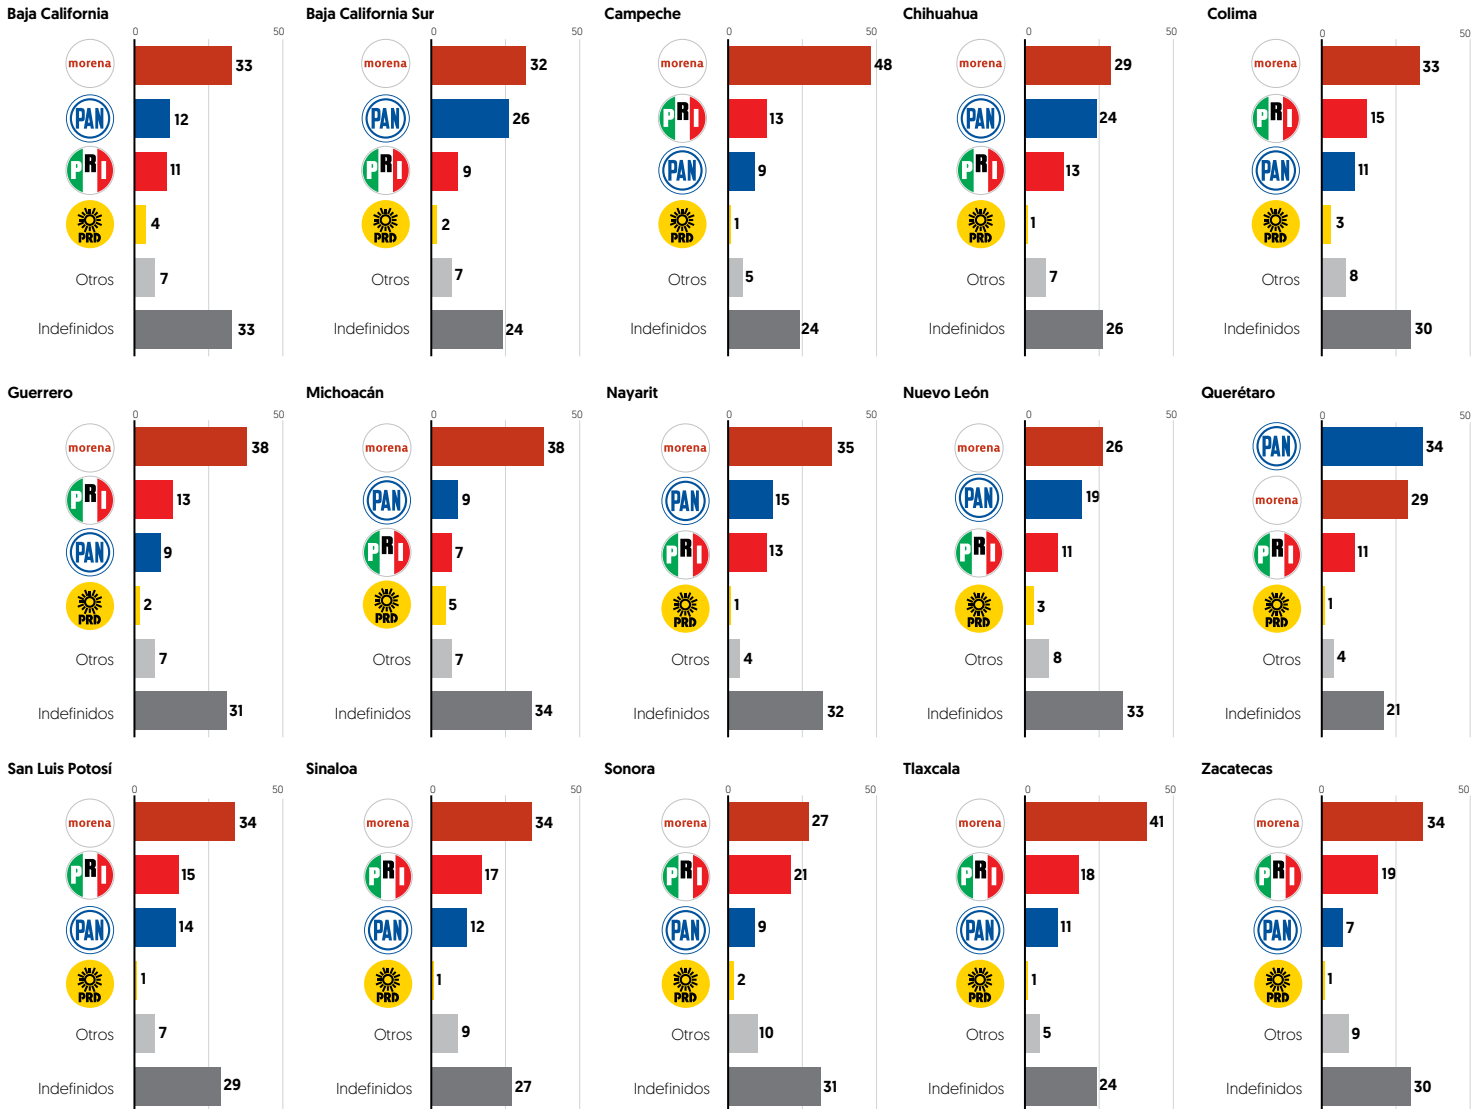 Baja California
0 50
morena 33
PAN 12
PRI 11
PRD 4
Otros 7
Indefinidos 33
Baja California Sur
0 50
morena 32
PAN 26
PRI 9
PRD 2
Otros 7
Indefinidos 24
Campeche
0 50
morena 48
PRI 13
PAN 9
PRD 1
Otros 5
Indefinidos 24
Chihuahua
0 50
morena 29
PAN 24
PRI 13
PRD 1
Otros 7
Indefinidos 26
Colima
0 50
morena 33
PRI 15
PAN 11
PRD 3
Otros 8
Indefinidos 30
Guerrero
0 50
morena 38
PRI 13
PAN 9
PRD 2
Otros 7
Indefinidos 31
Michoacán
0 50
morena 38
PAN 9
PRI 7
PRD 5
Otros 7
Indefinidos 34
Nayarit
0 50
morena 35
PAN 15
PRI 13
PRD 1
Otros 4
Indefinidos 32
Nuevo León
0 50
morena 26
PAN 19
PRI 11
PRD 3
Otros 8
Indefinidos 33
Querétaro
0 50
PAN 34
morena 29
PRI 11
PRD 1
Otros 4
Indefinidos 21
San Luis Potosí
0 50
morena 34
PRI 15
PAN 14
PRD 1
Otros 7
Indefinidos 29
Sinaloa
0 50
morena 34
PRI 17
PAN 12
PRD 1
Otros 9
Indefinidos 27
Sonora
0 50
morena 27
PRI 21
PAN 9
PRD 2
Otros 10
Indefinidos 31
Tlaxcala
0 50
morena 41
PRI 18
PAN 11
PRD 1
Otros 5
Indefinidos 24
Zacatecas
0 50
morena 34
PRI 19
PAN 7
PRD 1
Otros 9
Indefinidos 30